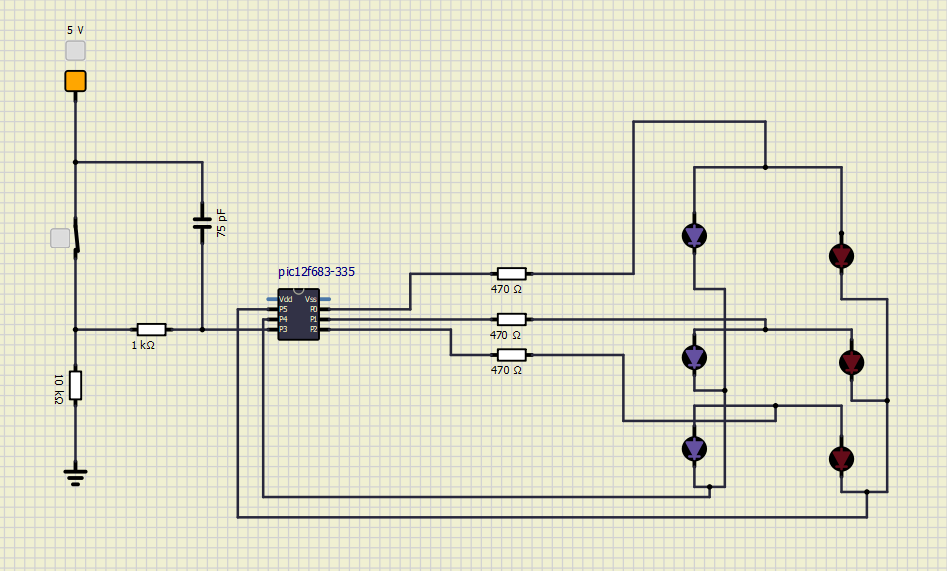 5 V
75 pF
pic12f683-335
Vdd
Vss
P5
P0
P4
P1
P3
P2
470 Ω
470 Ω
1 kΩ
470 Ω
10 kΩ